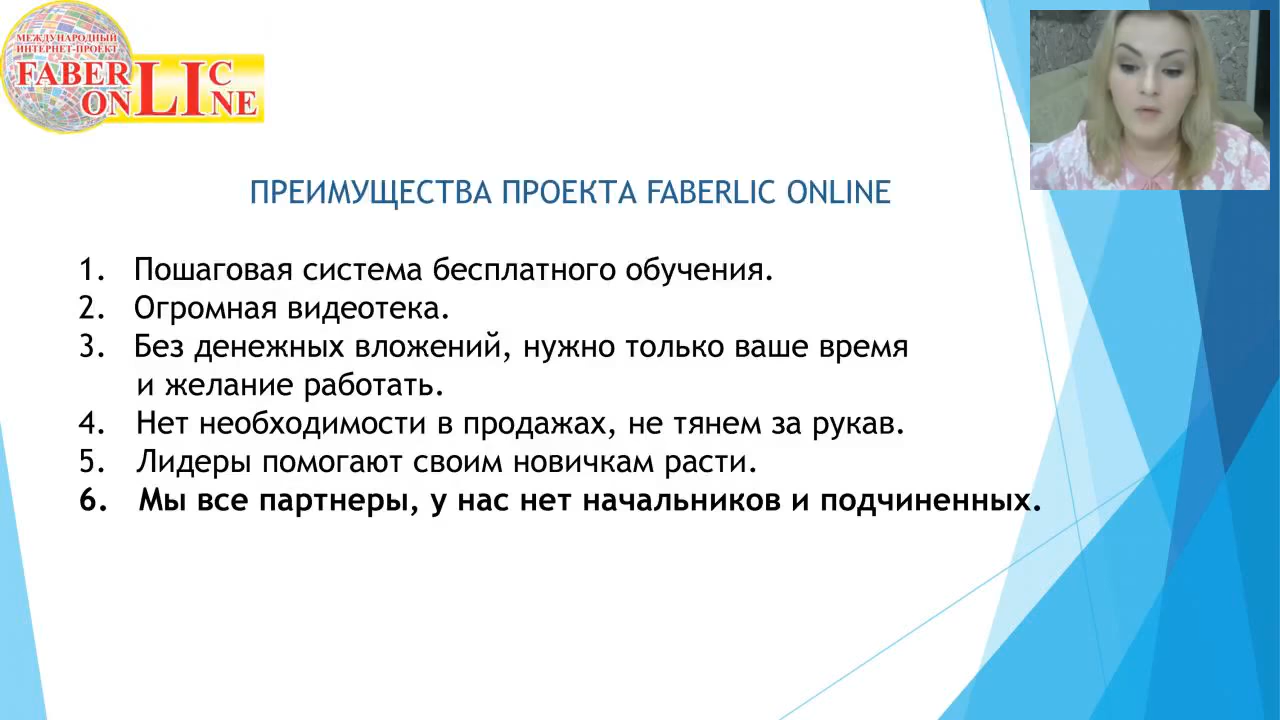 МЕЖДУНАРОДНЫЙ
ИНТЕРНЕТ-ПРОЕКТ
FABERLIC
ONLINE
ПРЕИМУЩЕСТВА ПРОЕКТА FABERLIC ONLINE
1. Пошаговая система бесплатного обучения.
2. Огромная видеотека.
3. Без денежных вложений, нужно только ваше время
и желание работать.
4. Нет необходимости в продажах, не тянем за рукав.
5. Лидеры помогают своим новичкам расти.
6. Мы все партнеры, у нас нет начальников и подчиненных.